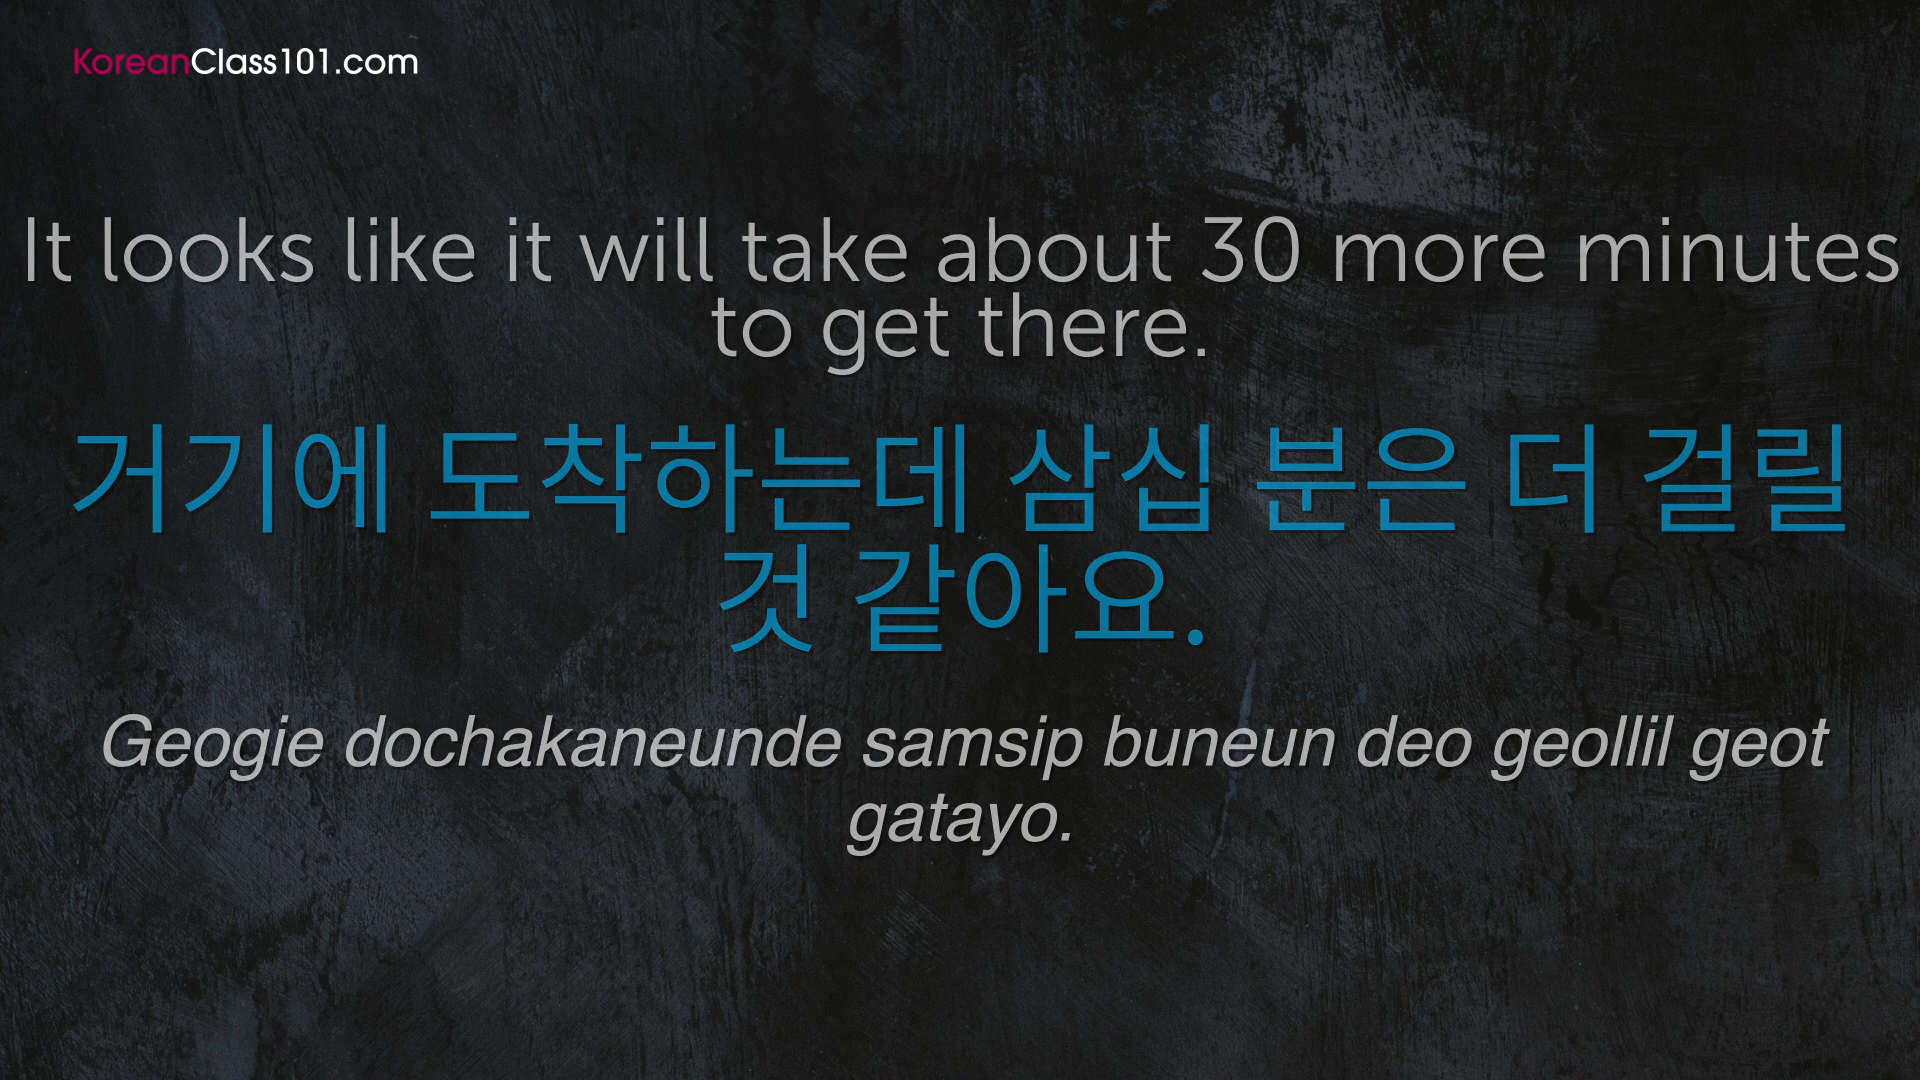 KoreanClass101.com
It looks like it will take about 30 more minutes
to get there.
거기에 도착하는데 삼십 분은 더 걸릴
것 같아요.
Geogie dochakaneunde samsip buneun deo geollil geot
gatayo.